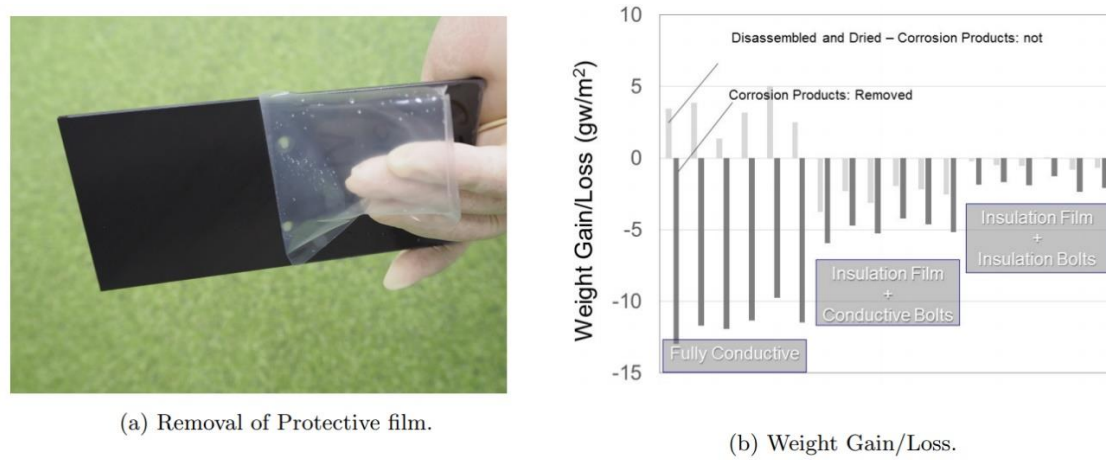 10
5
0
-5
-10
-15
Weight Gain/Loss (gw/m²)
Disassembled and Dried – Corrosion Products: not
Corrosion Products: Removed
Insulation Film
+
Insulation Bolts
Insulation Film
+
Conductive Bolts
Fully Conductive
(a) Removal of Protective film.
(b) Weight Gain/Loss.